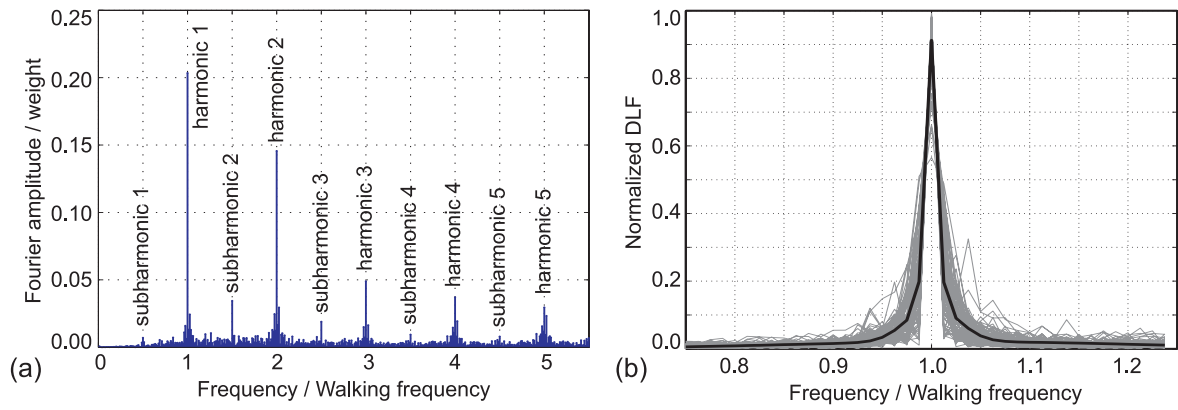 0.25
0.20
0.15
0.10
0.05
0.00
Fourier amplitude / weight
subharmonic 1
harmonic 1
subharmonic 2
harmonic 2
subharmonic 3
harmonic 3
subharmonic 4
harmonic 4
subharmonic 5
harmonic 5
0 1 2 3 4 5
Frequency / Walking frequency
(a)
1.0
0.8
0.6
0.4
0.2
0.0
Normalized DLF
0.8 0.9 1.0 1.1 1.2
Frequency / Walking frequency
(b)